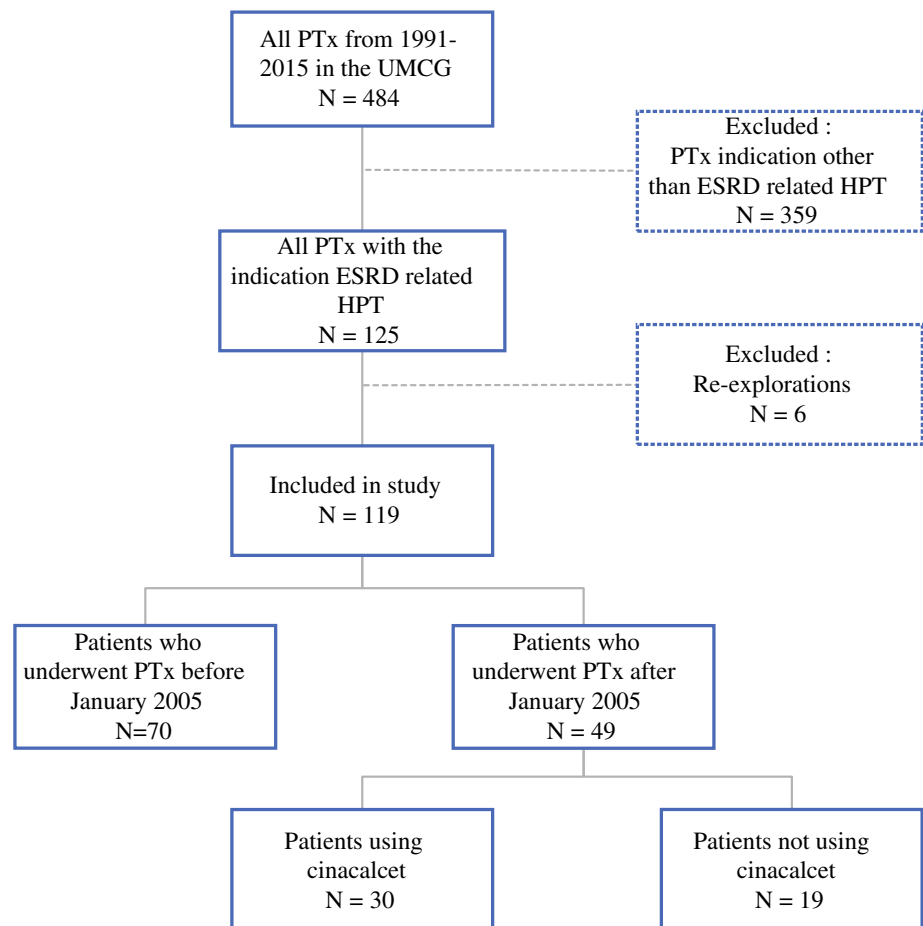 All PTx from 1991-
2015 in the UMCG
N = 484
Excluded :
PTx indication other
than ESRD related HPT
N = 359
All PTx with the
indication ESRD related
HPT
N = 125
Excluded :
Re-explorations
N = 6
Included in study
N = 119
Patients who
underwent PTx before
January 2005
N=70
Patients who
underwent PTx after
January 2005
N = 49
Patients using
cinacalcet
N = 30
Patients not using
cinacalcet
N = 19